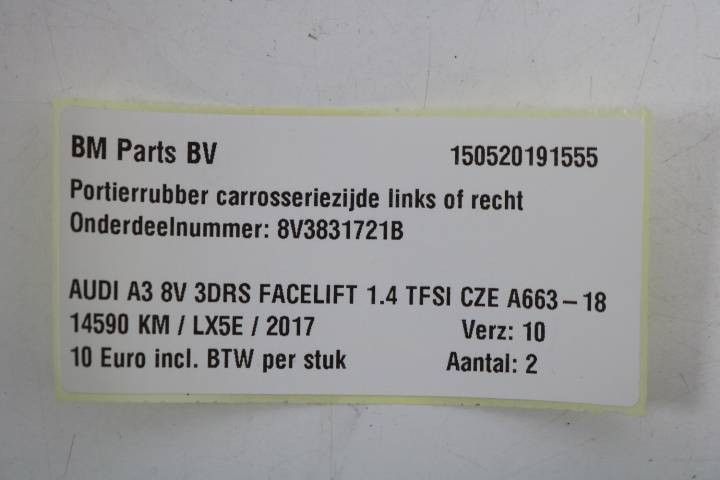 BM Parts BV 150520191555
Portierrubber carrosseriezijde links of recht
Onderdeelnummer: 8V3831721B
AUDI A3 8V 3DRS FACELIFT 1.4 TFSI CZE A663-18
14590 KM / LX5E / 2017 Verz: 10
10 Euro incl. BTW per stuk Aantal: 2